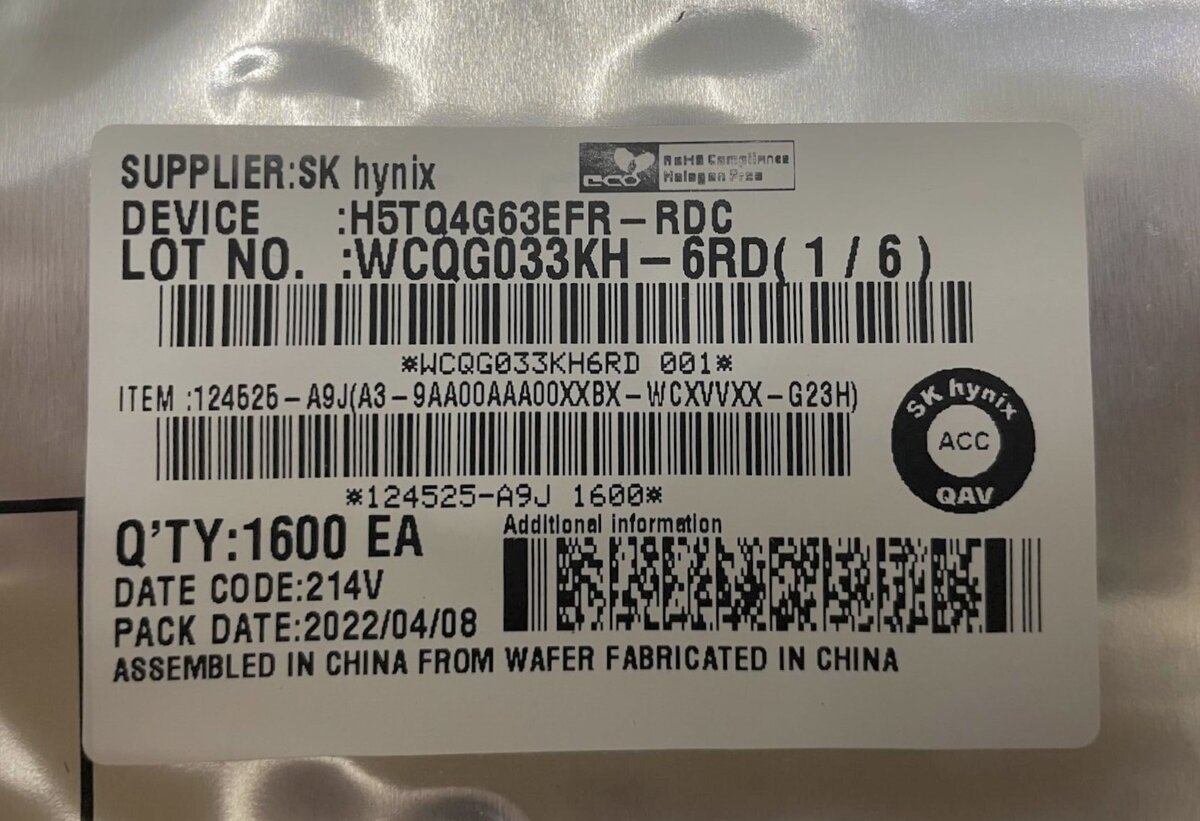 SUPPLIER:SK hynix
eco RoHS Compliance
Halogen Free
DEVICE :H5TQ4G63EFR-RDC
LOT NO. :WCQG033KH-6RD(1/6)
*WCQG033KH6RD 001*
ITEM :124525-A9J(A3-9AA00AAA00XXBX-WCXVVXX-G23H)
*124525-A9J 1600*
SK hynix
ACC
QAV
Q'TY:1600 EA
Additional information
DATE CODE:214V
PACK DATE:2022/04/08
ASSEMBLED IN CHINA FROM WAFER FABRICATED IN CHINA